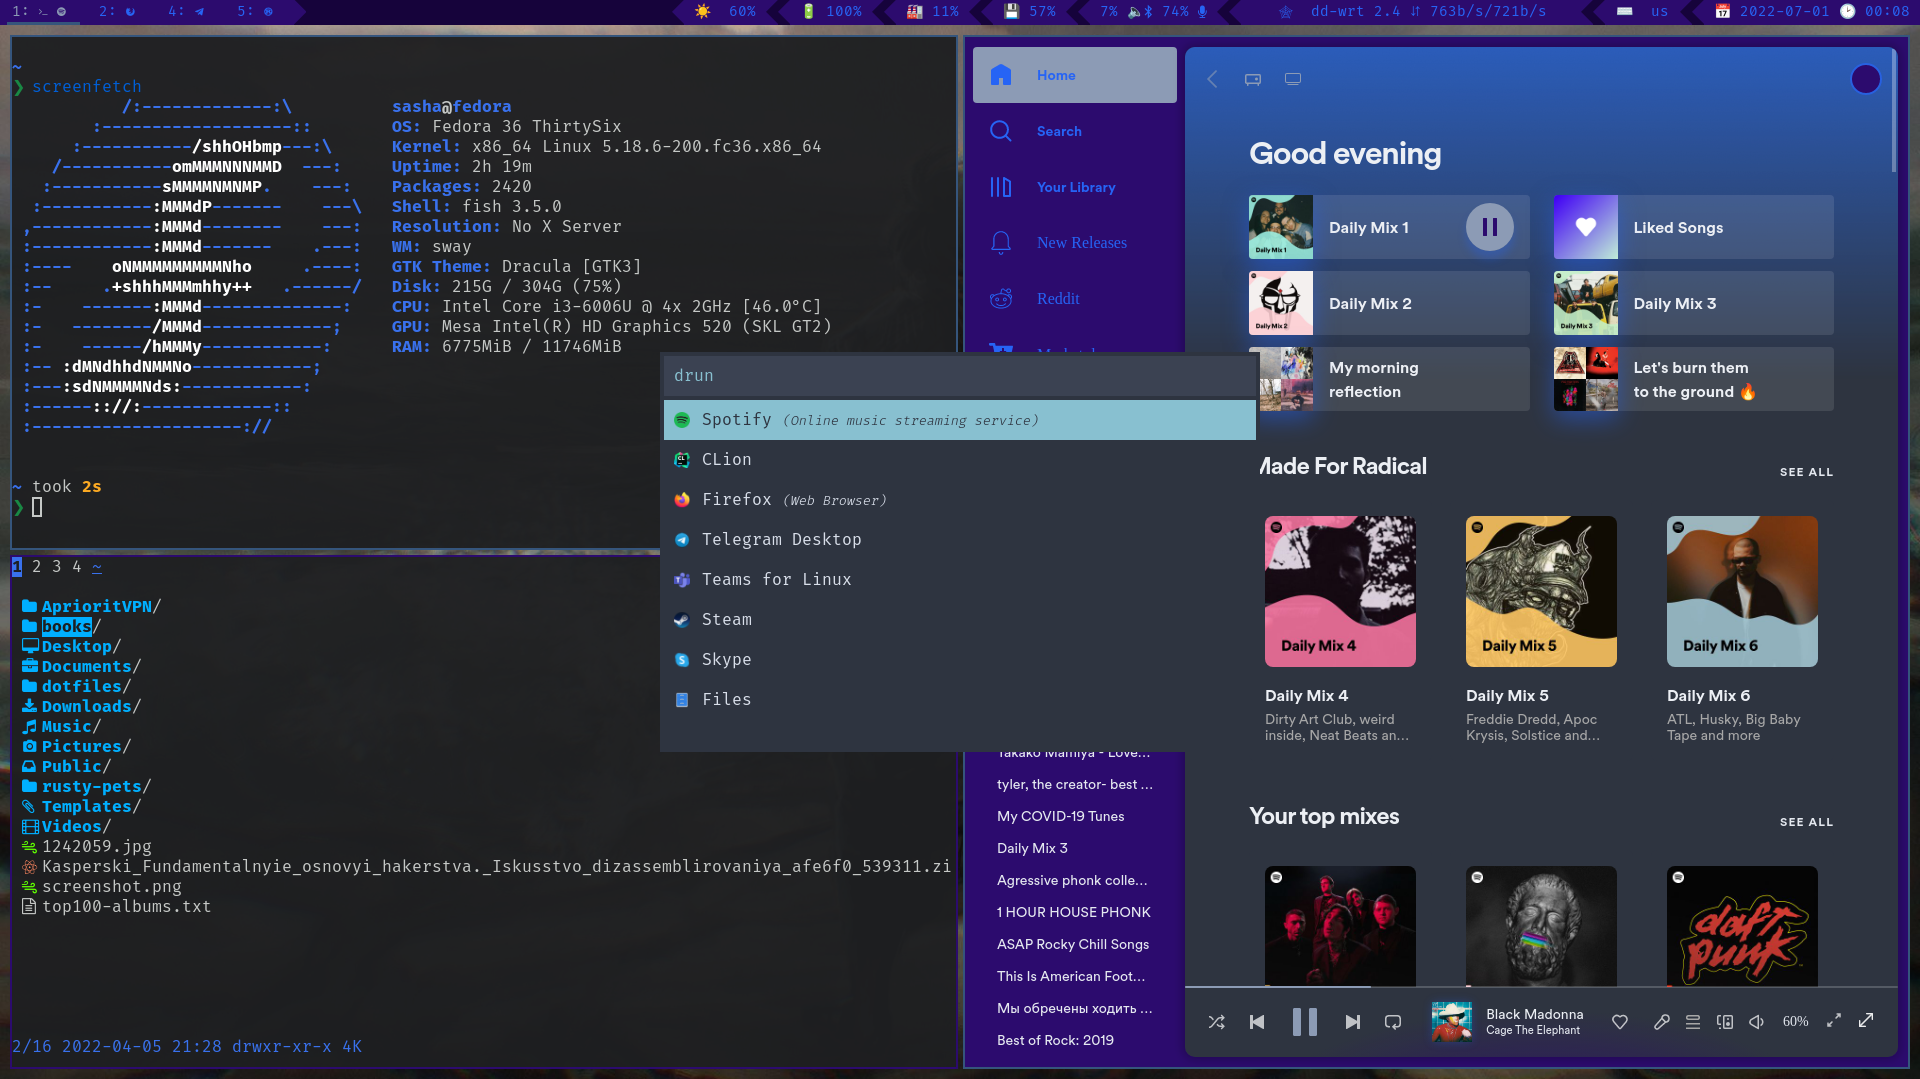 1: 2: 4: 5: 60% 100% 11% 57% 7% 74% dd-wrt 2.4 ⇵ 763b/s/721b/s us 2022-07-01 00:08
~
❯ screenfetch
/:-------------:\
:-------------------::
:-----------/shhOHbmp---:\
/-----------omMMMNNNMMD  ---:
:-----------sMMMMNMNMP.    ---:
:-----------:MMMdP-------    ---\
,------------:MMMd--------    ---:
:------------:MMMd-------    .---:
:----    oNMMMMMMMMMNho     .----:
:--     .+shhhMMMmhhy++   .------/
:-    -------:MMMd--------------:
:-   --------/MMMd-------------;
:-    ------/hMMMy------------:
:-- :dMNdhhdNMMNo------------;
:---:sdNMMMMNds:------------:
:------:://:-------------::
:---------------------://
sasha@fedora
OS: Fedora 36 ThirtySix
Kernel: x86_64 Linux 5.18.6-200.fc36.x86_64
Uptime: 2h 19m
Packages: 2420
Shell: fish 3.5.0
Resolution: No X Server
WM: sway
GTK Theme: Dracula [GTK3]
Disk: 215G / 304G (75%)
CPU: Intel Core i3-6006U @ 4x 2GHz [46.0°C]
GPU: Mesa Intel(R) HD Graphics 520 (SKL GT2)
RAM: 6775MiB / 11746MiB
~ took 2s
❯
1 2 3 4 ~
AprioritVPN/
books/
Desktop/
Documents/
dotfiles/
Downloads/
Music/
Pictures/
Public/
rusty-pets/
Templates/
Videos/
1242059.jpg
Kasperski_Fundamentalnyie_osnovyi_hakerstva._Iskusstvo_dizassemblirovaniya_afe6f0_539311.zi
screenshot.png
top100-albums.txt
2/16 2022-04-05 21:28 drwxr-xr-x 4K
drun
Spotify (Online music streaming service)
CLion
Firefox (Web Browser)
Telegram Desktop
Teams for Linux
Steam
Skype
Files
Home
Search
Your Library
New Releases
Reddit
Takako Mamiya - Love...
tyler, the creator- best ...
My COVID-19 Tunes
Daily Mix 3
Agressive phonk colle...
1 HOUR HOUSE PHONK
ASAP Rocky Chill Songs
This Is American Foot...
Мы обречены ходить ...
Best of Rock: 2019
Good evening
Daily Mix 1
Daily Mix 1
Liked Songs
Daily Mix 2
Daily Mix 2
Daily Mix 3
Daily Mix 3
My morning
reflection
Let's burn them
to the ground 🔥
Made For Radical
SEE ALL
Daily Mix 4
Daily Mix 5
Daily Mix 6
Daily Mix 4
Dirty Art Club, weird
inside, Neat Beats an...
Daily Mix 5
Freddie Dredd, Apoc
Krysis, Solstice and...
Daily Mix 6
ATL, Husky, Big Baby
Tape and more
Your top mixes
SEE ALL
daft
punk
Black Madonna
Cage The Elephant
60%